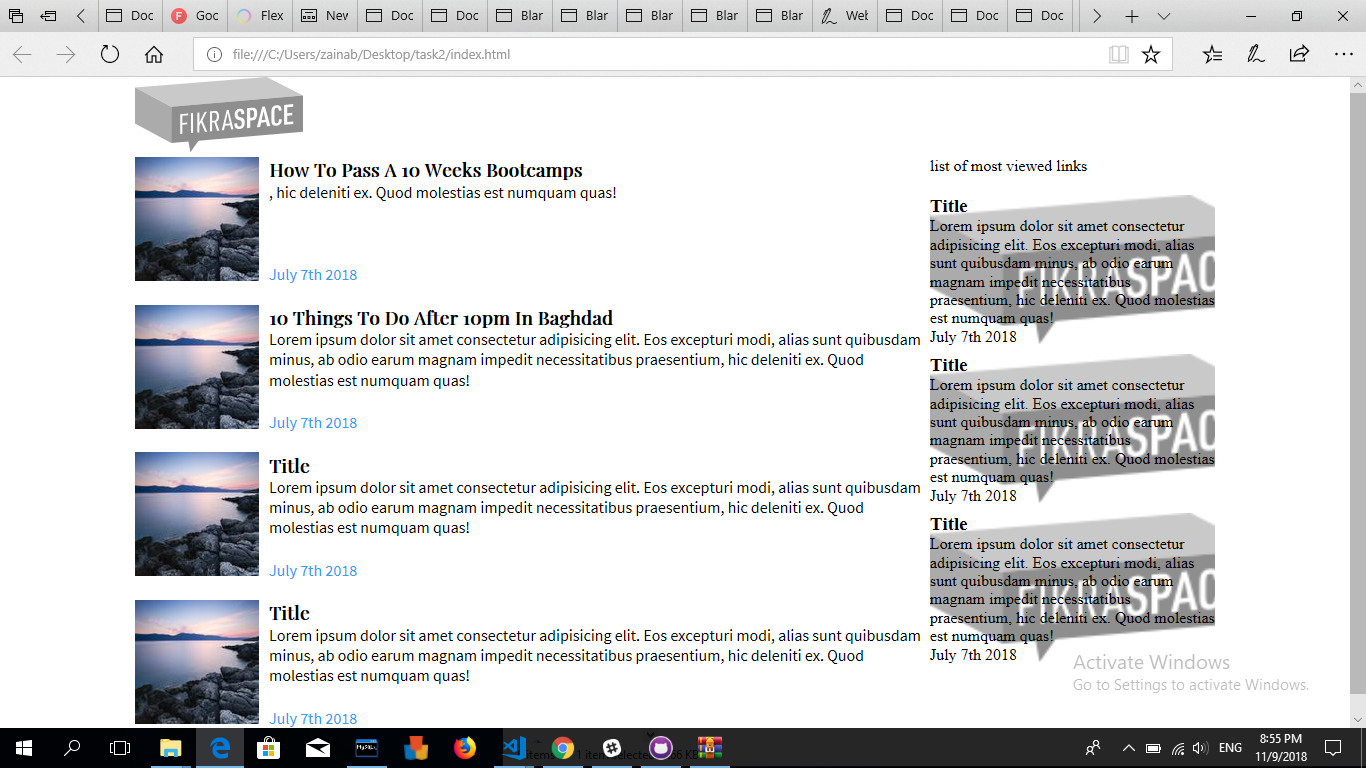 Doc
Goc
Flex
New
Doc
Doc
Blar
Blar
Blar
Blar
Blar
Web
Doc
Doc
Doc
file:///C:/Users/zainab/Desktop/task2/index.html
FIKRASPACE
How To Pass A 10 Weeks Bootcamps
, hic deleniti ex. Quod molestias est numquam quas!
July 7th 2018
10 Things To Do After 10pm In Baghdad
Lorem ipsum dolor sit amet consectetur adipisicing elit. Eos excepturi modi, alias sunt quibusdam
minus, ab odio earum magnam impedit necessitatibus praesentium, hic deleniti ex. Quod
molestias est numquam quas!
July 7th 2018
Title
Lorem ipsum dolor sit amet consectetur adipisicing elit. Eos excepturi modi, alias sunt quibusdam
minus, ab odio earum magnam impedit necessitatibus praesentium, hic deleniti ex. Quod
molestias est numquam quas!
July 7th 2018
Title
Lorem ipsum dolor sit amet consectetur adipisicing elit. Eos excepturi modi, alias sunt quibusdam
minus, ab odio earum magnam impedit necessitatibus praesentium, hic deleniti ex. Quod
molestias est numquam quas!
July 7th 2018
list of most viewed links
Title
Lorem ipsum dolor sit amet consectetur
adipisicing elit. Eos excepturi modi, alias
sunt quibusdam minus, ab odio earum
magnam impedit necessitatibus
praesentium, hic deleniti ex. Quod molestias
est numquam quas!
July 7th 2018
FIKRASPAC
Title
Lorem ipsum dolor sit amet consectetur
adipisicing elit. Eos excepturi modi, alias
sunt quibusdam minus, ab odio earum
magnam impedit necessitatibus
praesentium, hic deleniti ex. Quod molestias
est numquam quas!
July 7th 2018
FIKRASPAC
Title
Lorem ipsum dolor sit amet consectetur
adipisicing elit. Eos excepturi modi, alias
sunt quibusdam minus, ab odio earum
magnam impedit necessitatibus
praesentium, hic deleniti ex. Quod molestias
est numquam quas!
July 7th 2018
FIKRASPAC
Activate Windows
Go to Settings to activate Windows.
MySQL
ENG
8:55 PM
11/9/2018